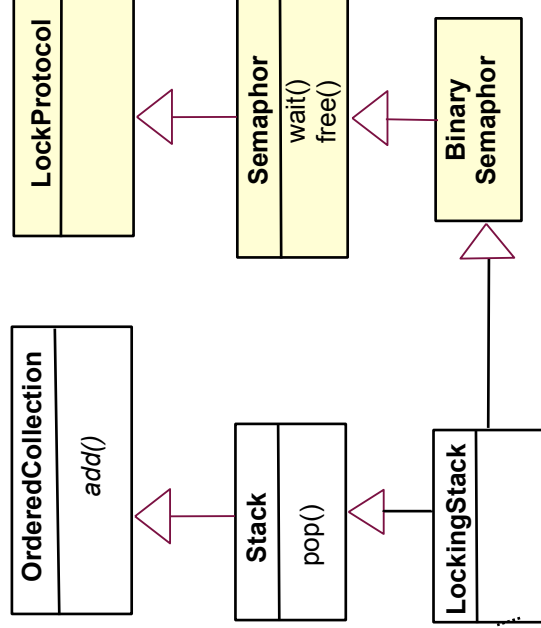 LockProtocol
Semaphor
wait()
free()
Binary
Semaphor
OrderedCollection
add()
Stack
pop()
LockingStack